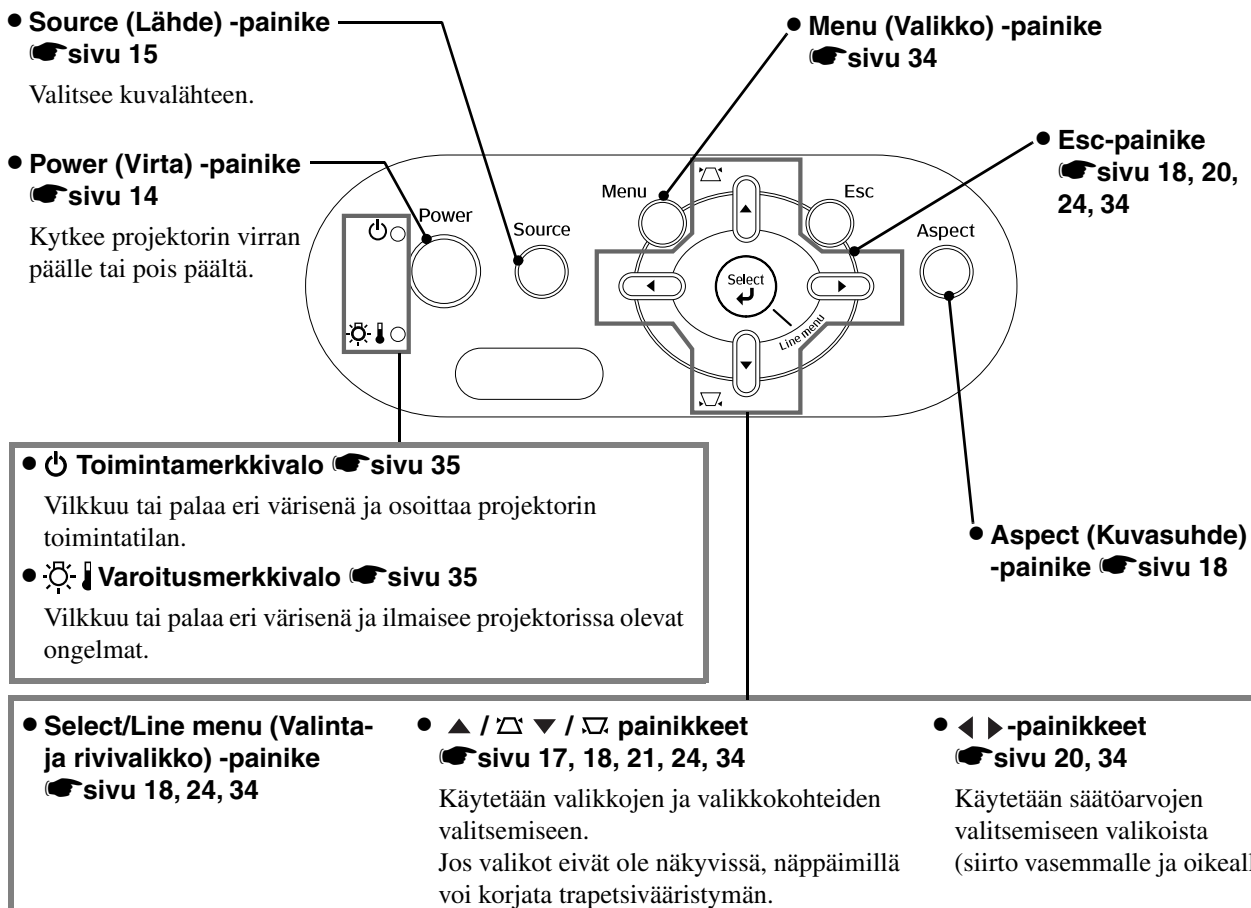 ● Source (Lähde) -painike
☛sivu 15
Valitsee kuvalähteen.
● Power (Virta) -painike
☛sivu 14
Kytkee projektorin virran
päälle tai pois päältä.
● Menu (Valikko) -painike
☛sivu 34
● Esc-painike
☛sivu 18, 20,
24, 34
Power
Source
Menu
Esc
Aspect
Select
Line menu
● Aspect (Kuvasuhde)
-painike ☛sivu 18
● Toimintamerkkivalo ☛sivu 35
Vilkkuu tai palaa eri värisenä ja osoittaa projektorin
toimintatilan.
● Varoitusmerkkivalo ☛sivu 35
Vilkkuu tai palaa eri värisenä ja ilmaisee projektorissa olevat
ongelmat.
● Select/Line menu (Valinta-
ja rivivalikko) -painike
☛sivu 18, 24, 34
● ▲ / ▼ / painikkeet
☛sivu 17, 18, 21, 24, 34
Käytetään valikkojen ja valikkokohteiden
valitsemiseen.
Jos valikot eivät ole näkyvissä, näppäimillä
voi korjata trapetsivääristymän.
● ◀ ▶-painikkeet
☛sivu 20, 34
Käytetään säätöarvojen
valitsemiseen valikoista
(siirto vasemmalle ja